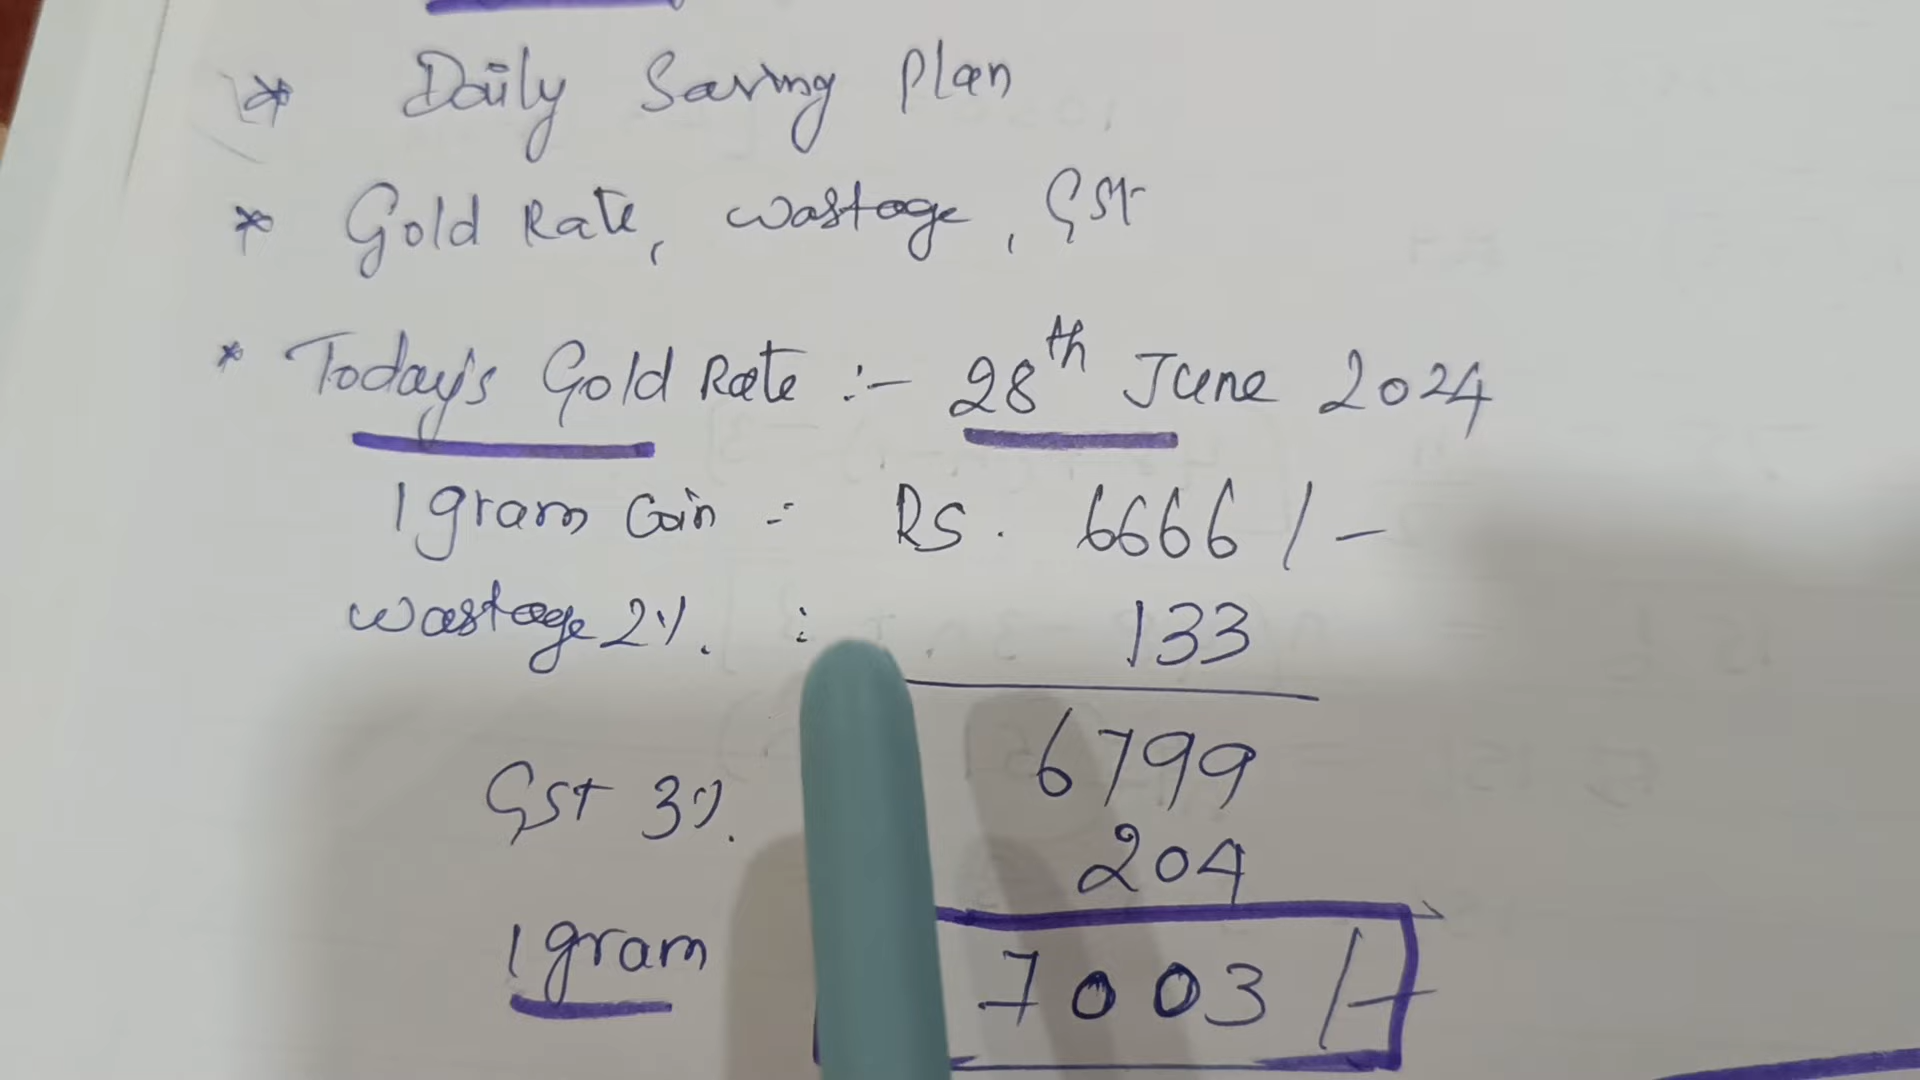 * Daily Saving Plan
* Gold Rate, wastage, GST
* Today's Gold Rate :- 28th June 2024
1 gram Coin :- RS. 6666/-
wastage 2%. : 133
6799
GST 3%. 204
1 gram 7003/-